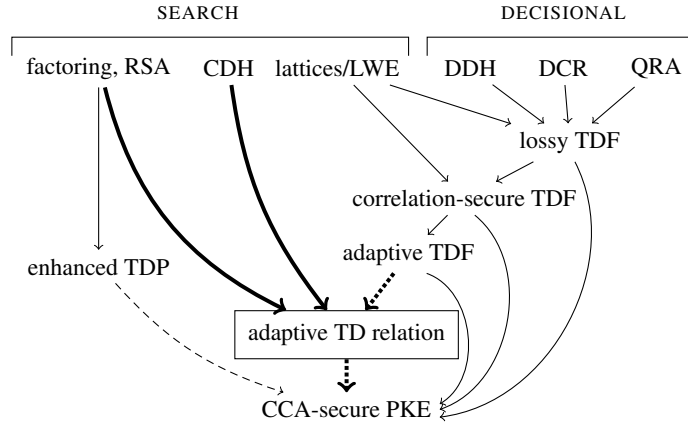 SEARCH DECISIONAL
factoring, RSA CDH lattices/LWE DDH DCR QRA
lossy TDF
correlation-secure TDF
adaptive TDF
enhanced TDP
adaptive TD relation
CCA-secure PKE